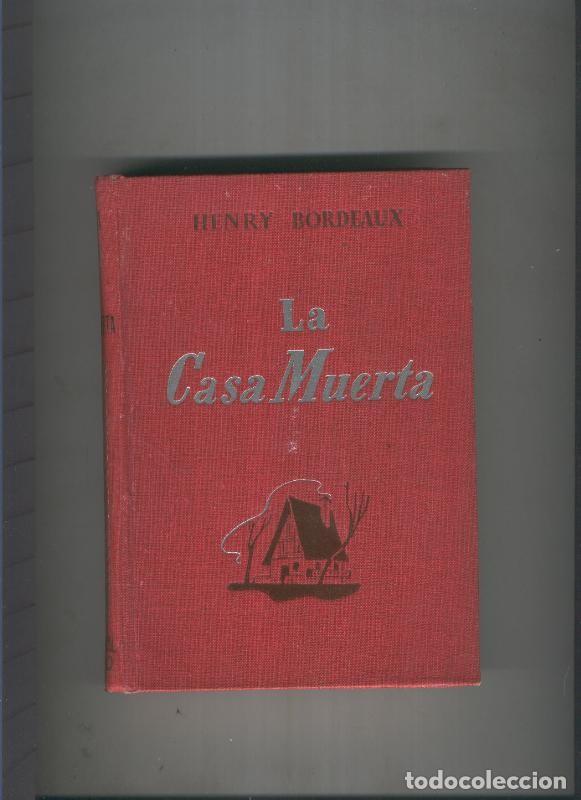 HENRY BORDEAUX
La
Casa Muerta
todocoleccion